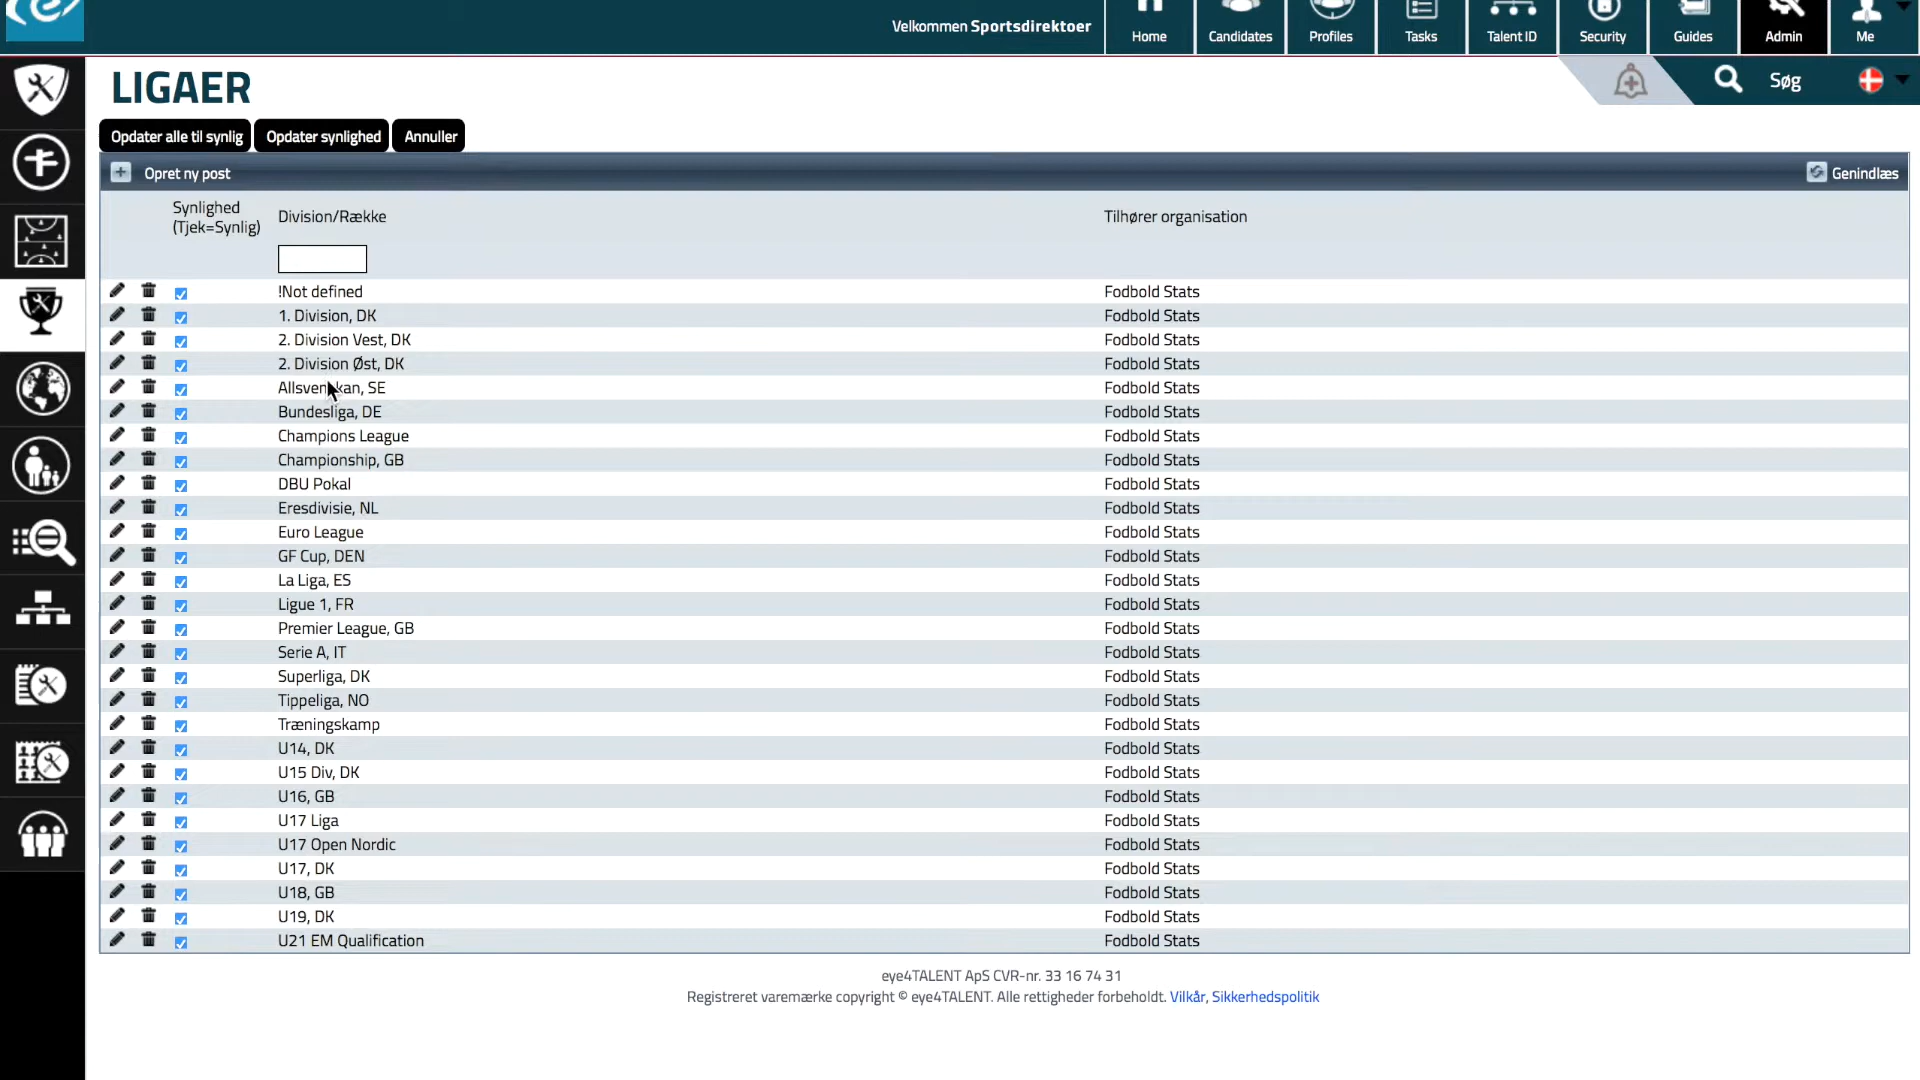 Velkommen Sportsdirektoer
Home
Candidates
Profiles
Tasks
Talent ID
Security
Guides
Admin
Me
LIGAER
Søg
Opdater alle til synlig
Opdater synlighed
Annuller
Opret ny post
Genindlæs
Synlighed
(Tjek=Synlig)
Division/Række
Tilhører organisation
!Not defined Fodbold Stats
1. Division, DK Fodbold Stats
2. Division Vest, DK Fodbold Stats
2. Division Øst, DK Fodbold Stats
Allsvenskan, SE Fodbold Stats
Bundesliga, DE Fodbold Stats
Champions League Fodbold Stats
Championship, GB Fodbold Stats
DBU Pokal Fodbold Stats
Eresdivisie, NL Fodbold Stats
Euro League Fodbold Stats
GF Cup, DEN Fodbold Stats
La Liga, ES Fodbold Stats
Ligue 1, FR Fodbold Stats
Premier League, GB Fodbold Stats
Serie A, IT Fodbold Stats
Superliga, DK Fodbold Stats
Tippeliga, NO Fodbold Stats
Træningskamp Fodbold Stats
U14, DK Fodbold Stats
U15 Div, DK Fodbold Stats
U16, GB Fodbold Stats
U17 Liga Fodbold Stats
U17 Open Nordic Fodbold Stats
U17, DK Fodbold Stats
U18, GB Fodbold Stats
U19, DK Fodbold Stats
U21 EM Qualification Fodbold Stats
eye4TALENT ApS CVR-nr. 33 16 74 31
Registreret varemærke copyright © eye4TALENT. Alle rettigheder forbeholdt. Vilkår, Sikkerhedspolitik